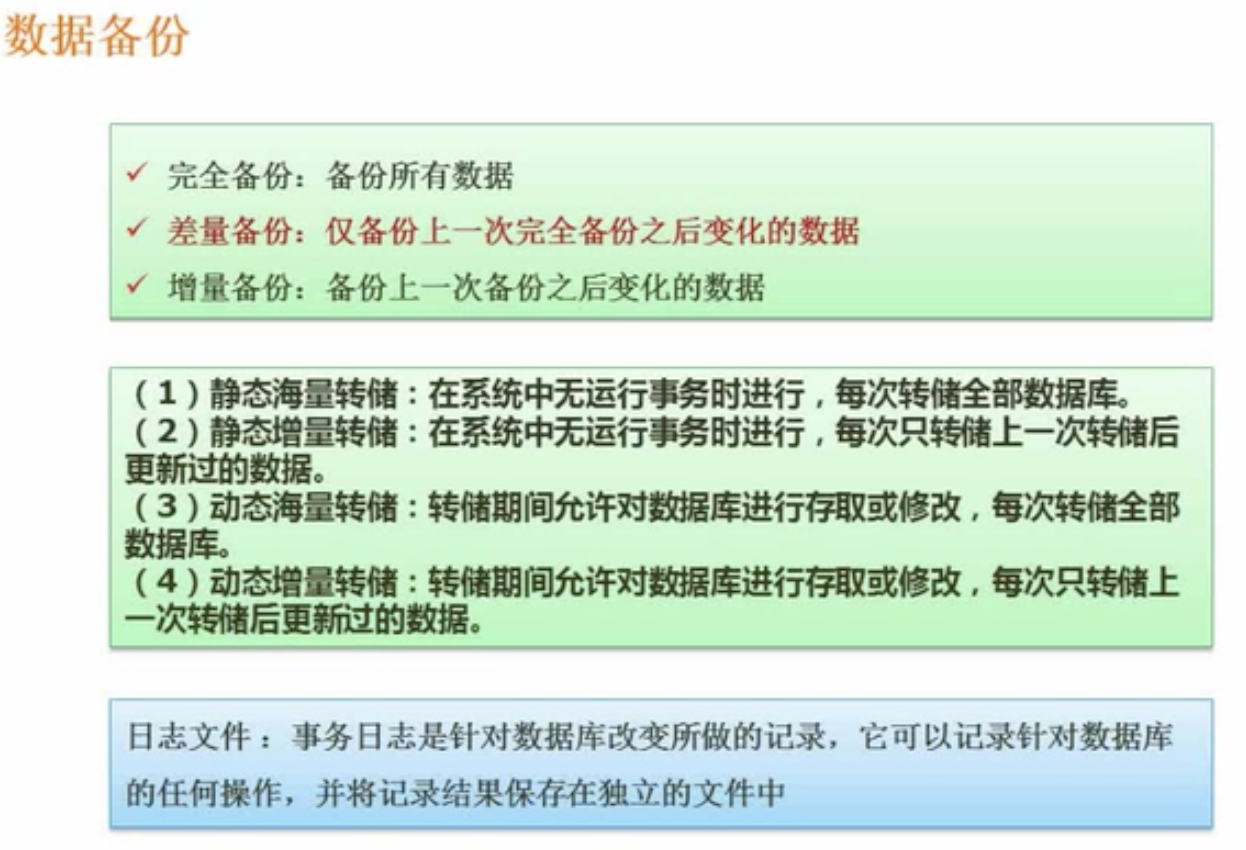 数据备份
✓ 完全备份：备份所有数据
✓ 差量备份：仅备份上一次完全备份之后变化的数据
✓ 增量备份：备份上一次备份之后变化的数据
（1）静态海量转储：在系统中无运行事务时进行，每次转储全部数据库。
（2）静态增量转储：在系统中无运行事务时进行，每次只转储上一次转储后
更新过的数据。
（3）动态海量转储：转储期间允许对数据库进行存取或修改，每次转储全部
数据库。
（4）动态增量转储：转储期间允许对数据库进行存取或修改，每次只转储上
一次转储后更新过的数据。
日志文件：事务日志是针对数据库改变所做的记录，它可以记录针对数据库
的任何操作，并将记录结果保存在独立的文件中